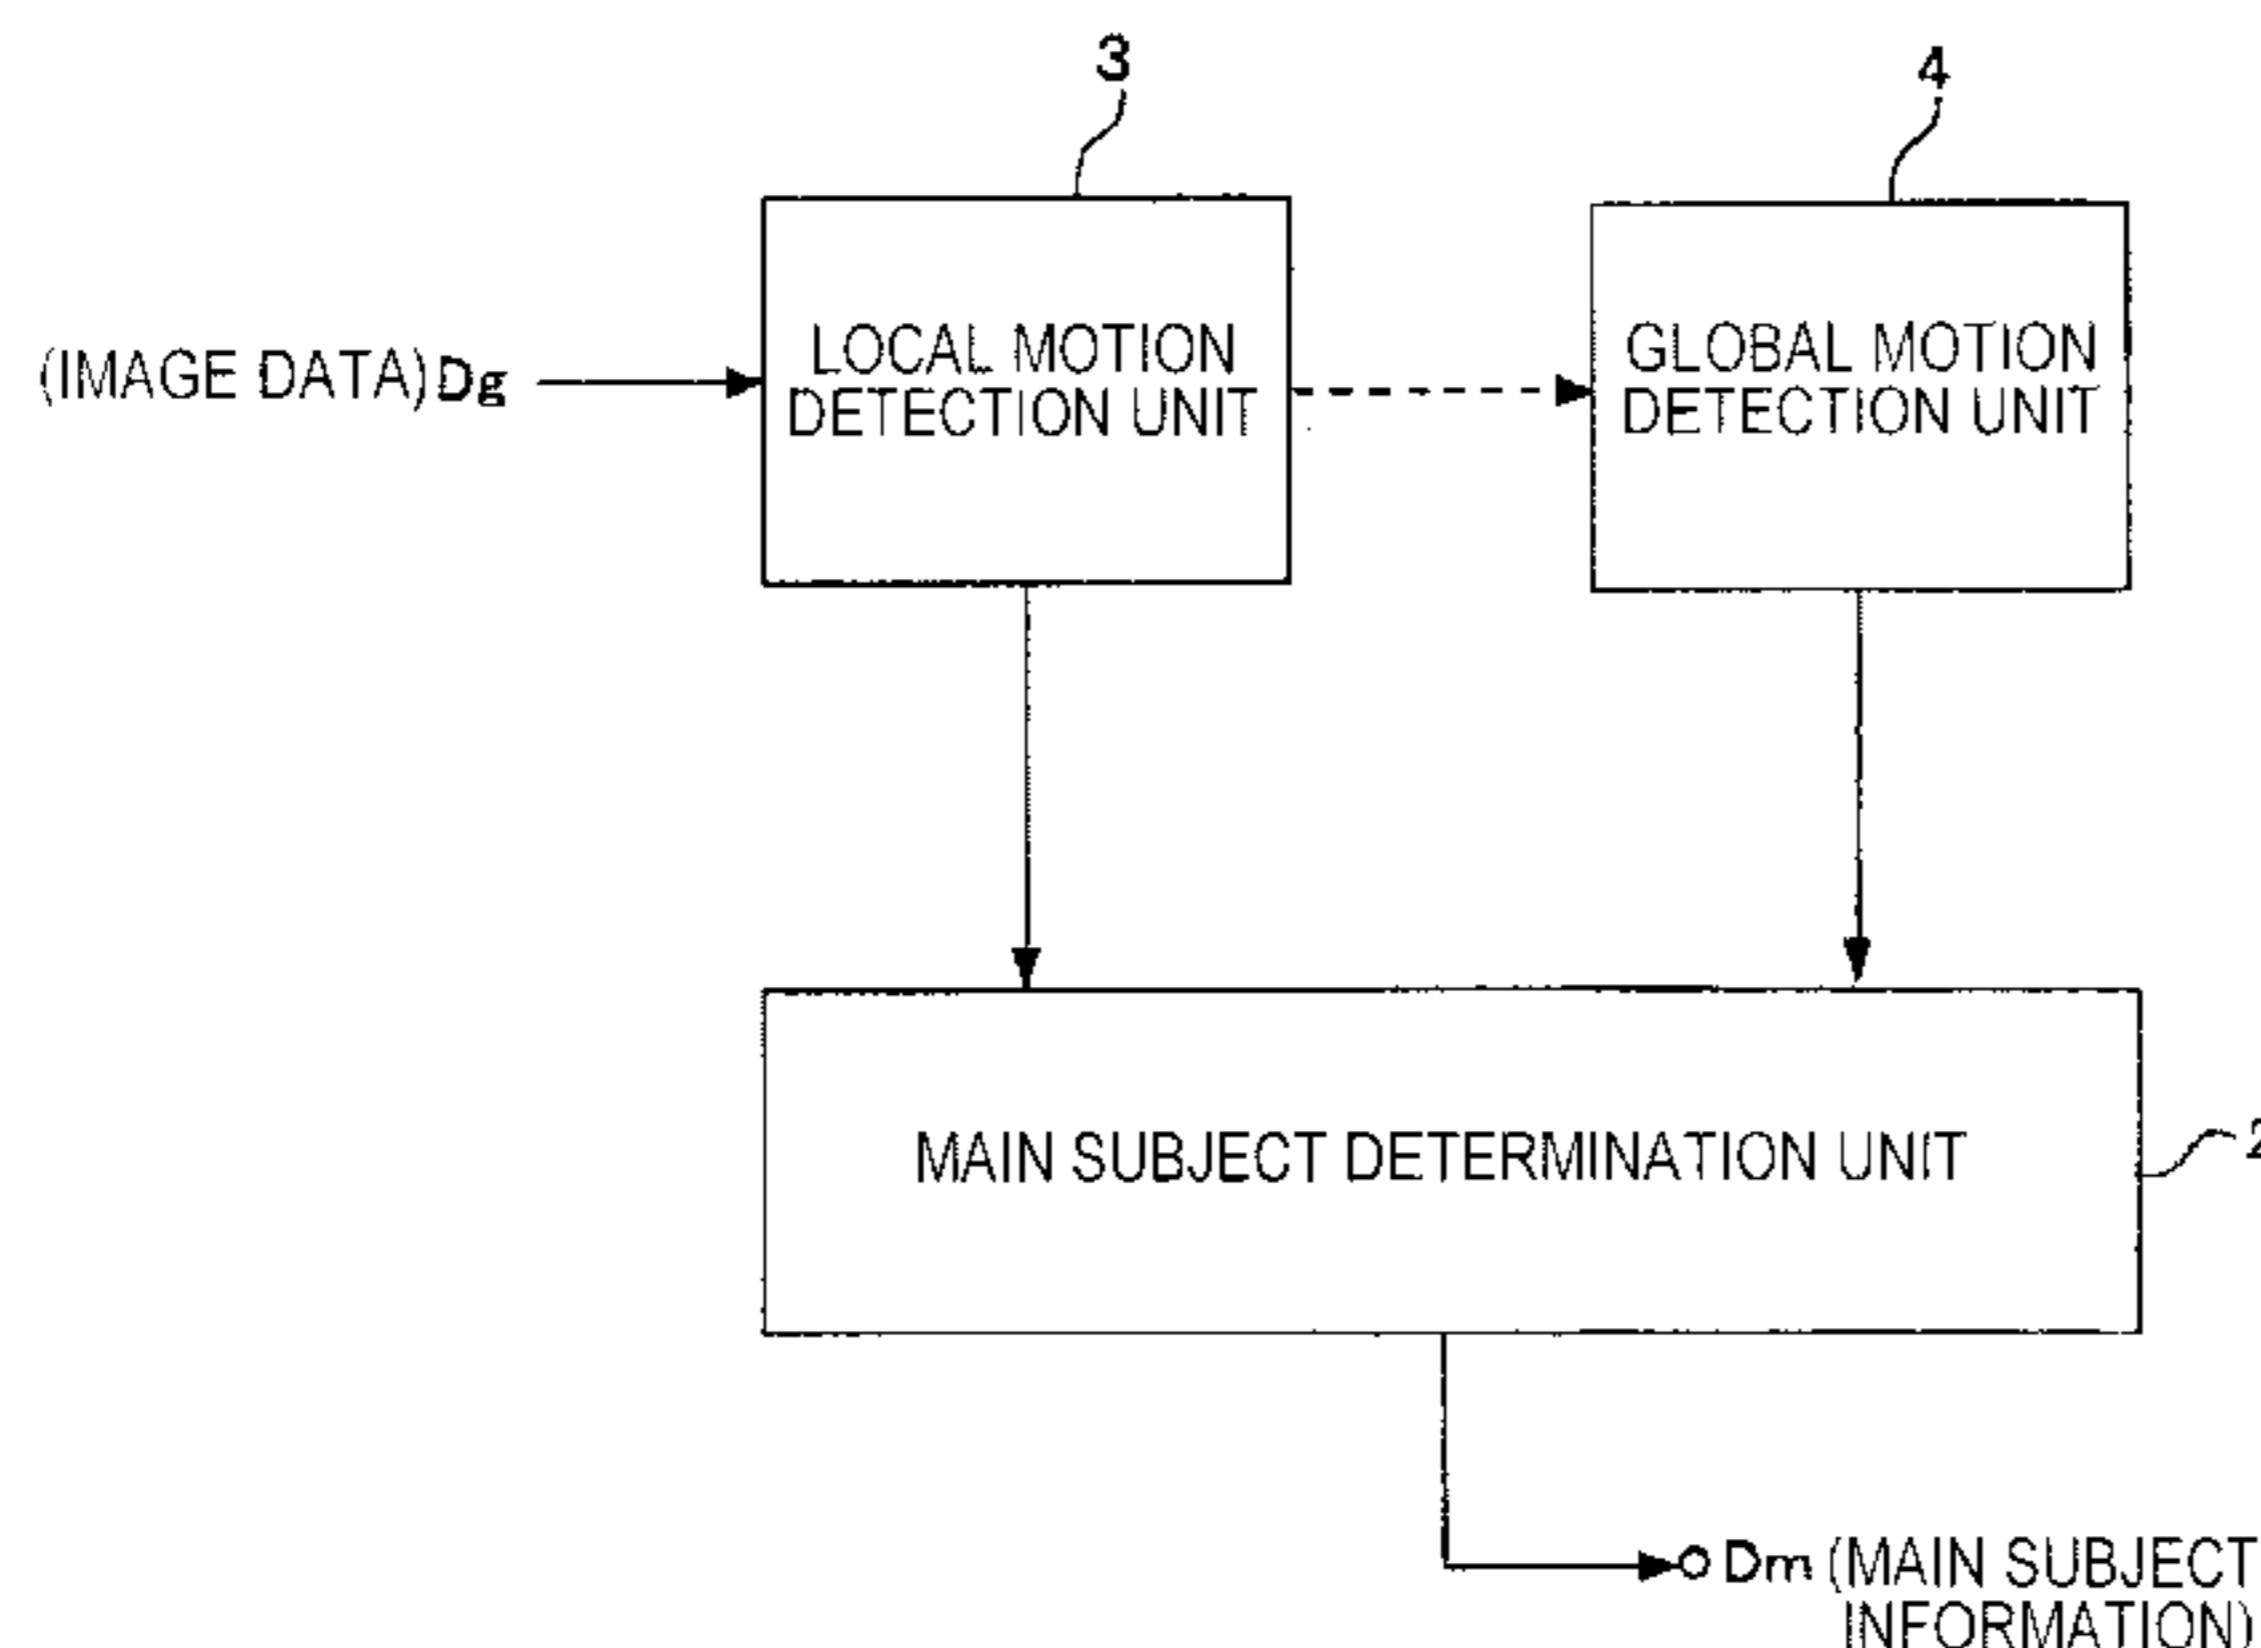 3
4
(IMAGE DATA) Dg
LOCAL MOTION
DETECTION UNIT
GLOBAL MOTION
DETECTION UNIT
MAIN SUBJECT DETERMINATION UNIT
2
Dm (MAIN SUBJECT
INFORMATION)